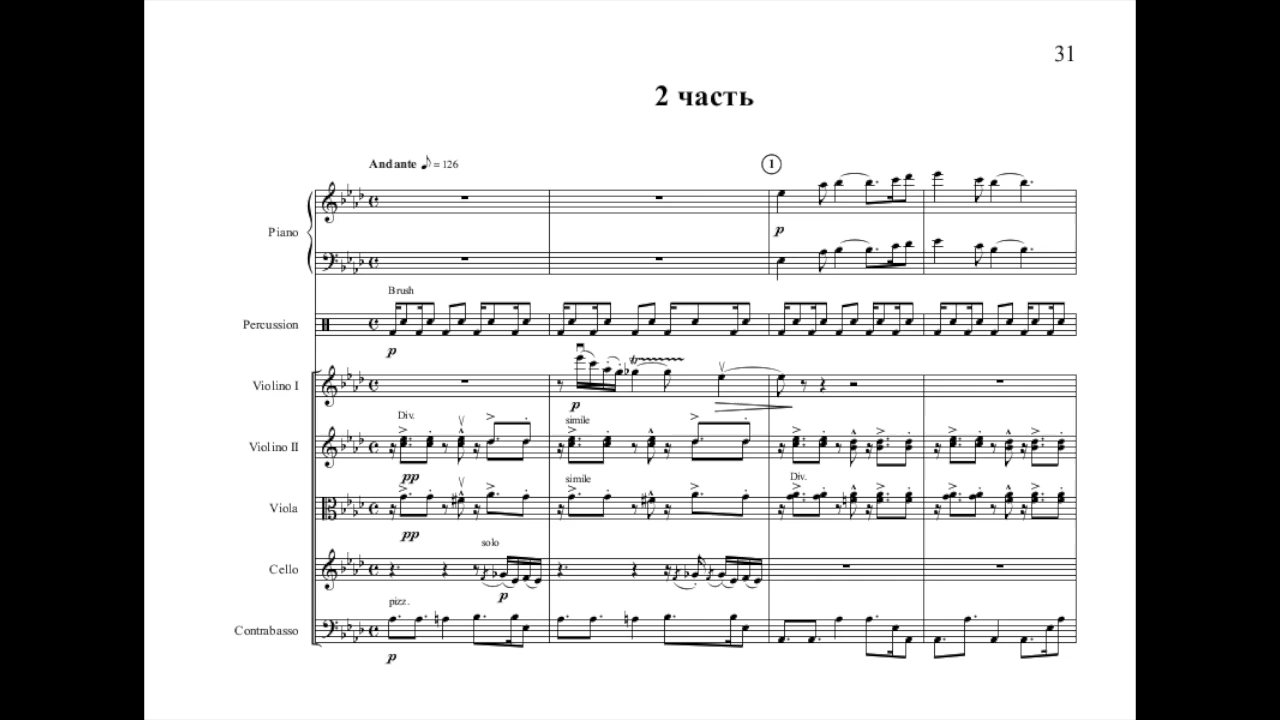 31
2 часть
Andante ♪ = 126
1
Piano
p
Brush
Percussion
p
Violino I
p
Div.
simile
Violino II
pp
simile
Div.
Viola
pp
solo
Cello
p
pizz.
Contrabasso
p